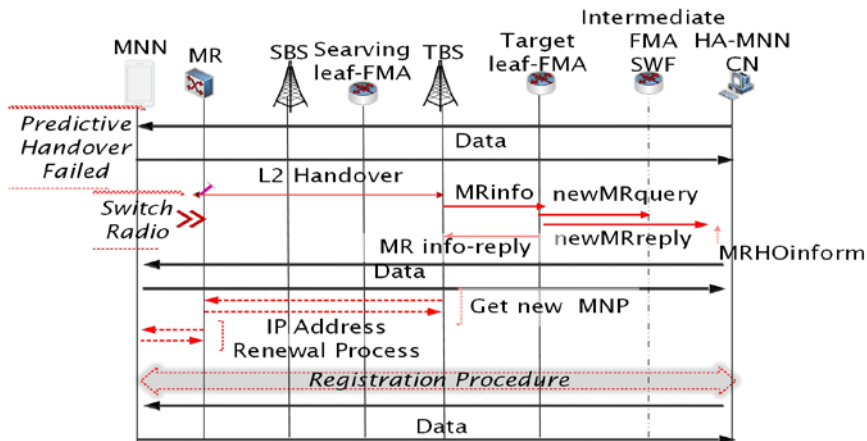 Intermediate
MNN MR SBS Searving leaf-FMA TBS Target leaf-FMA FMA SWF HA-MNN CN
Predictive Handover Failed
Data
L2 Handover
MRinfo
newMRquery
Switch Radio
MR info-reply
newMRreply
MRHOinform
Data
Get new MNP
IP Address
Renewal Process
Registration Procedure
Data